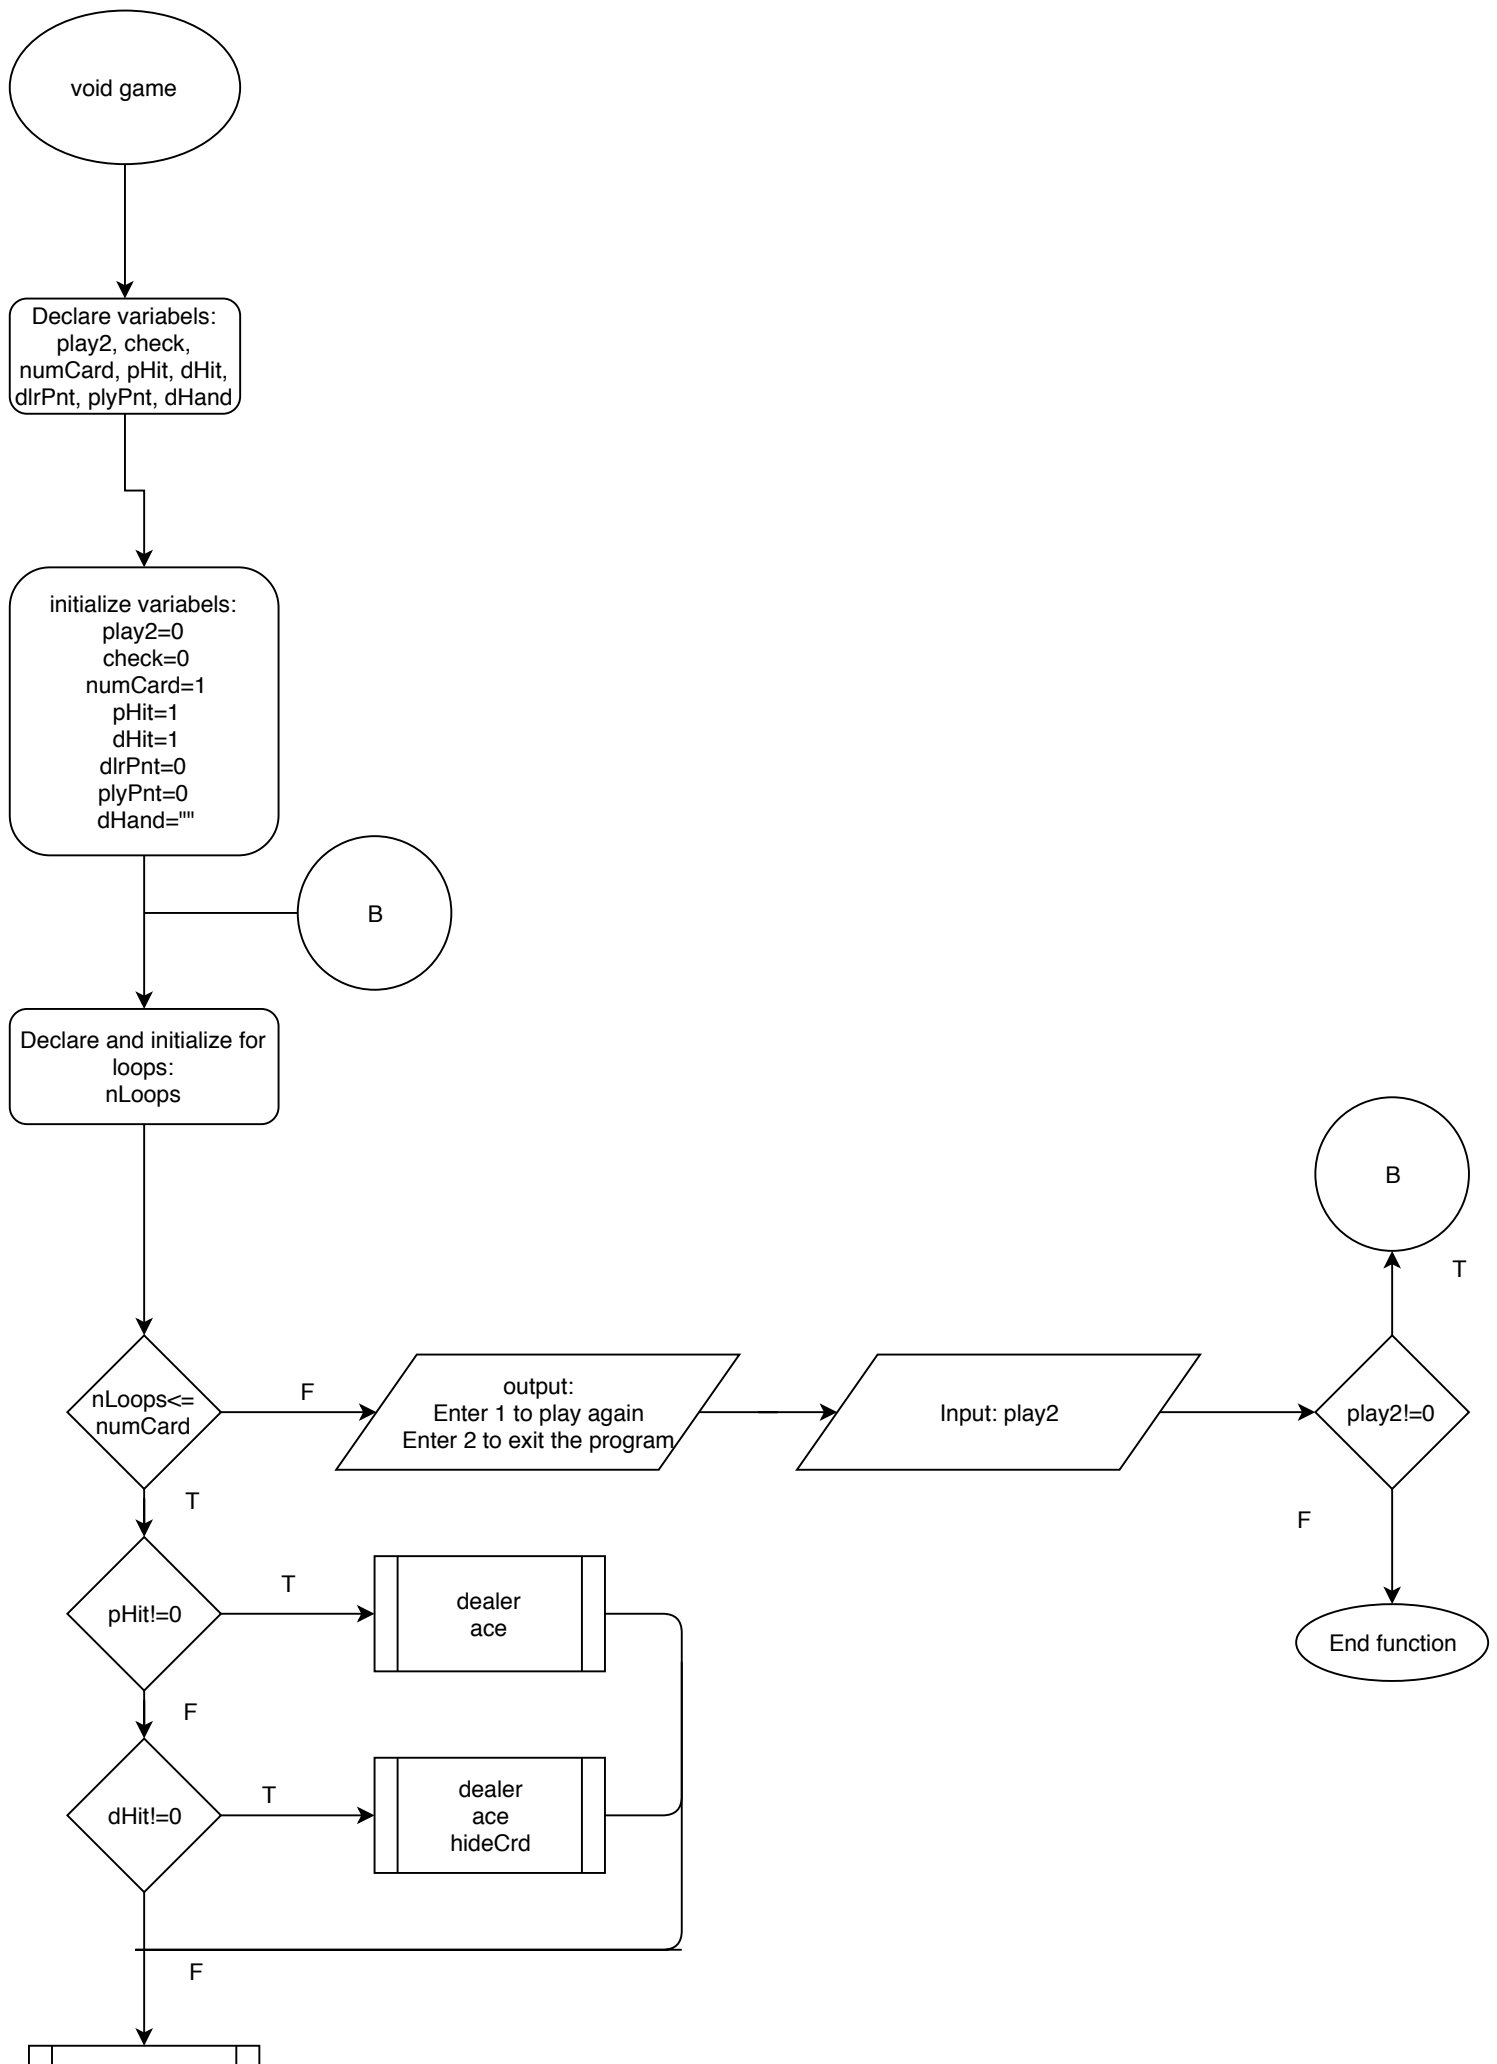 void game
Declare variabels:
play2, check,
numCard, pHit, dHit,
dlrPnt, plyPnt, dHand
initialize variabels:
play2=0
check=0
numCard=1
pHit=1
dHit=1
dlrPnt=0
plyPnt=0
dHand=""
B
Declare and initialize for
loops:
nLoops
B
T
nLoops<=
numCard
F
output:
Enter 1 to play again
Enter 2 to exit the program
Input: play2
play2!=0
T
F
pHit!=0
T
dealer
ace
End function
F
dHit!=0
T
dealer
ace
hideCrd
F